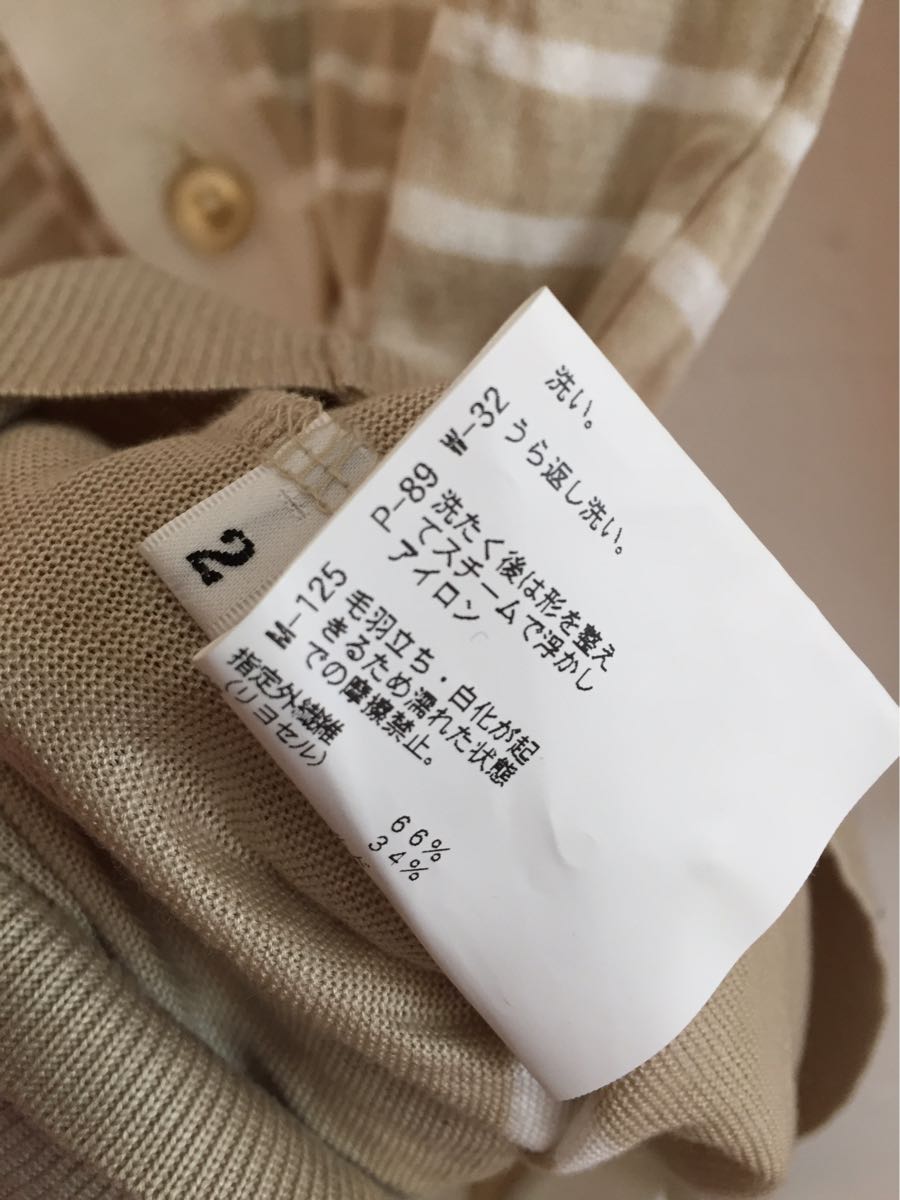 洗い。
W-32 うら返し洗い。
P-89 洗たく後は形を整え
てスチームで浮かし
アイロン
M-125 毛羽立ち・白化が起
きるため濡れた状態
での摩擦禁止。
指定外繊維
(リヨセル)
66%
34%
2